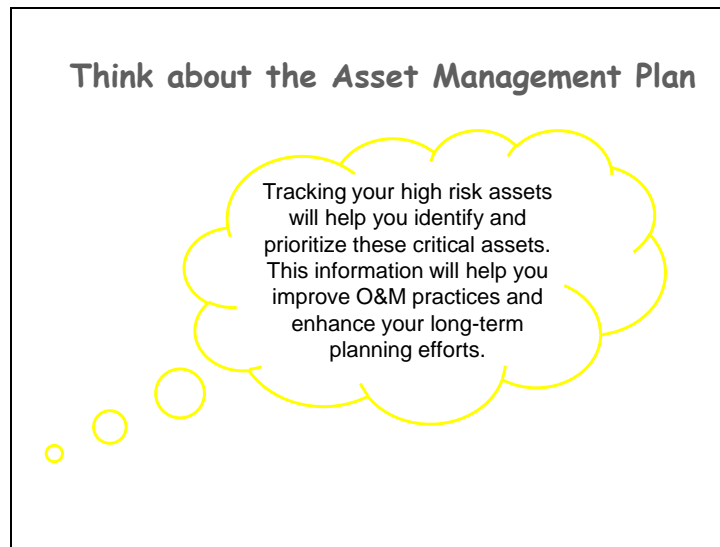 Think about the Asset Management Plan
Tracking your high risk assets
will help you identify and
prioritize these critical assets.
This information will help you
improve O&M practices and
enhance your long-term
planning efforts.